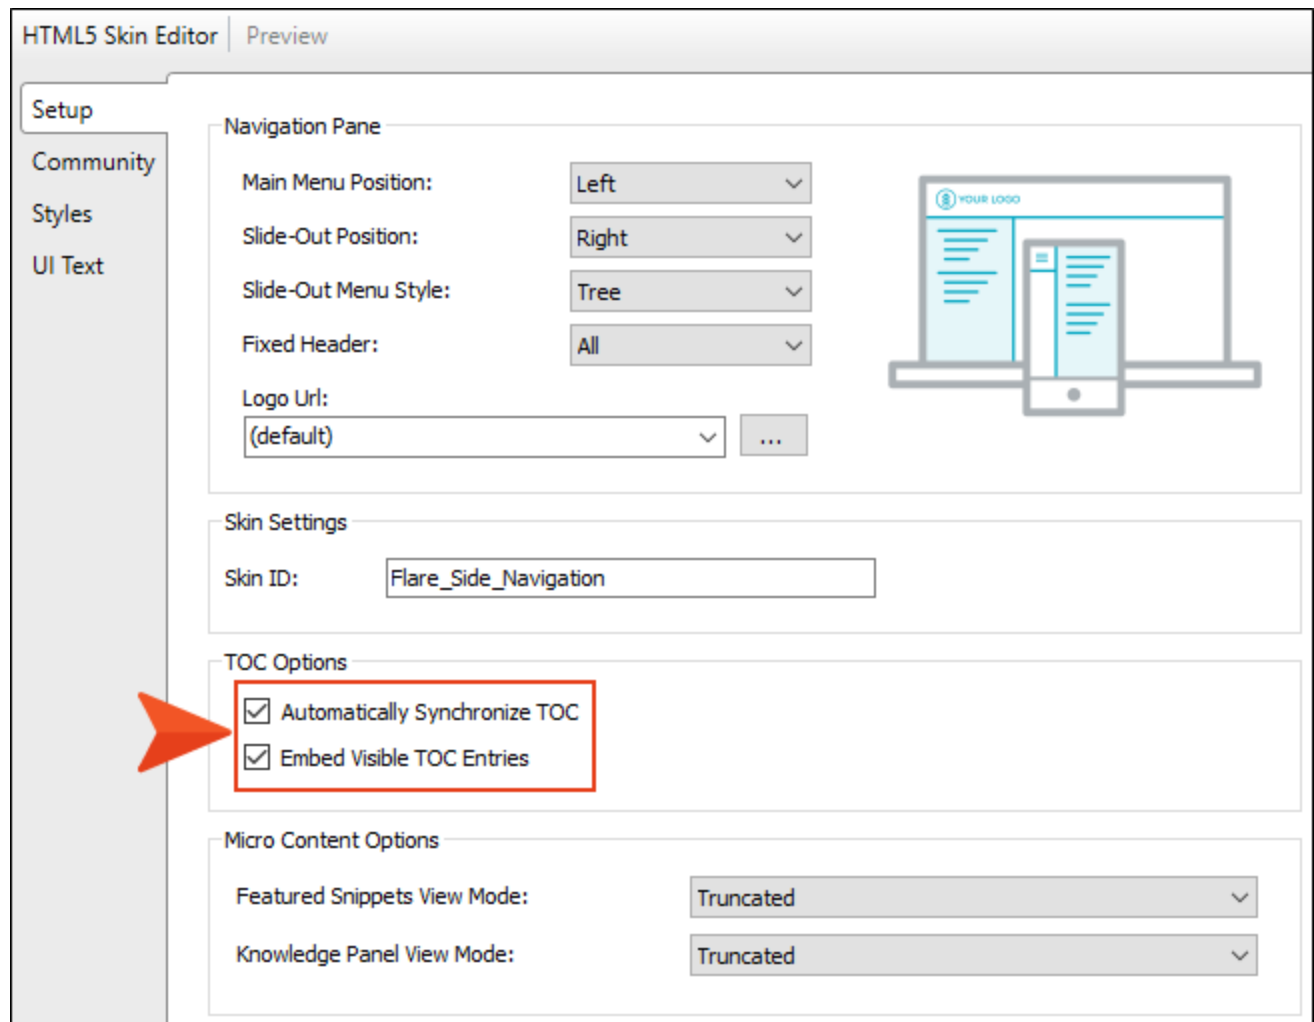 HTML5 Skin Editor Preview
Setup
Community
Styles
UI Text
Navigation Pane
Main Menu Position: Left
Slide-Out Position: Right
Slide-Out Menu Style: Tree
Fixed Header: All
Logo Url:
(default) ...
YOUR LOGO
Skin Settings
Skin ID: Flare_Side_Navigation
TOC Options
Automatically Synchronize TOC
Embed Visible TOC Entries
Micro Content Options
Featured Snippets View Mode: Truncated
Knowledge Panel View Mode: Truncated